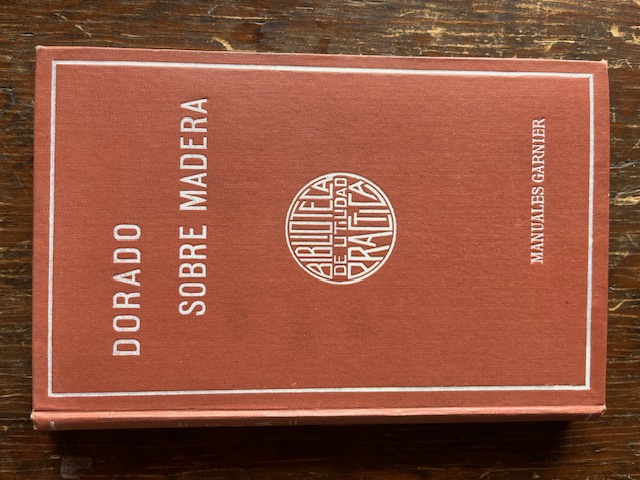 DORADO
SOBRE MADERA
BIBLIOTECA
DE UTILIDAD
PRACTICA
MANUALES GARNIER